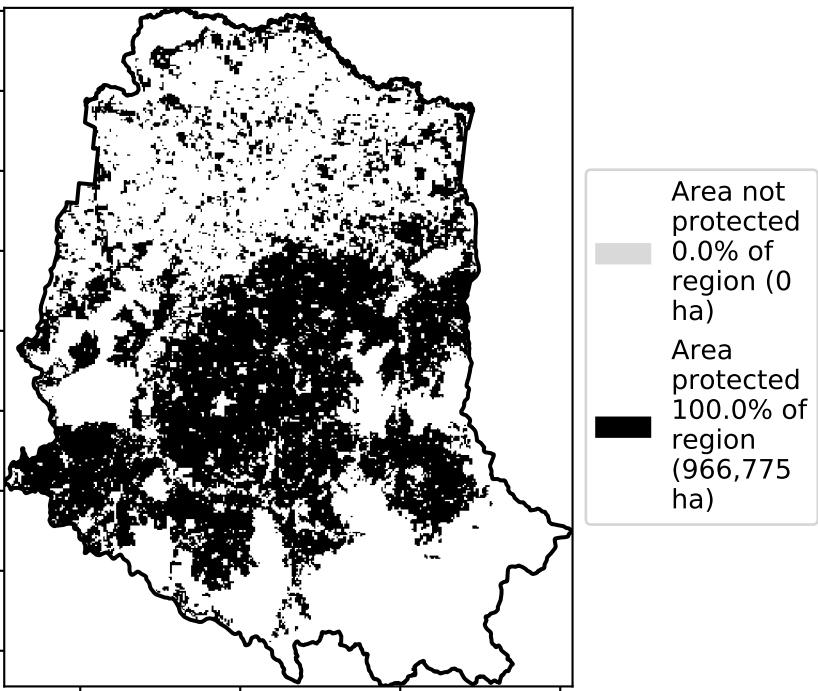 Area not
protected
0.0% of
region (0
ha)
Area
protected
100.0% of
region
(966,775
ha)